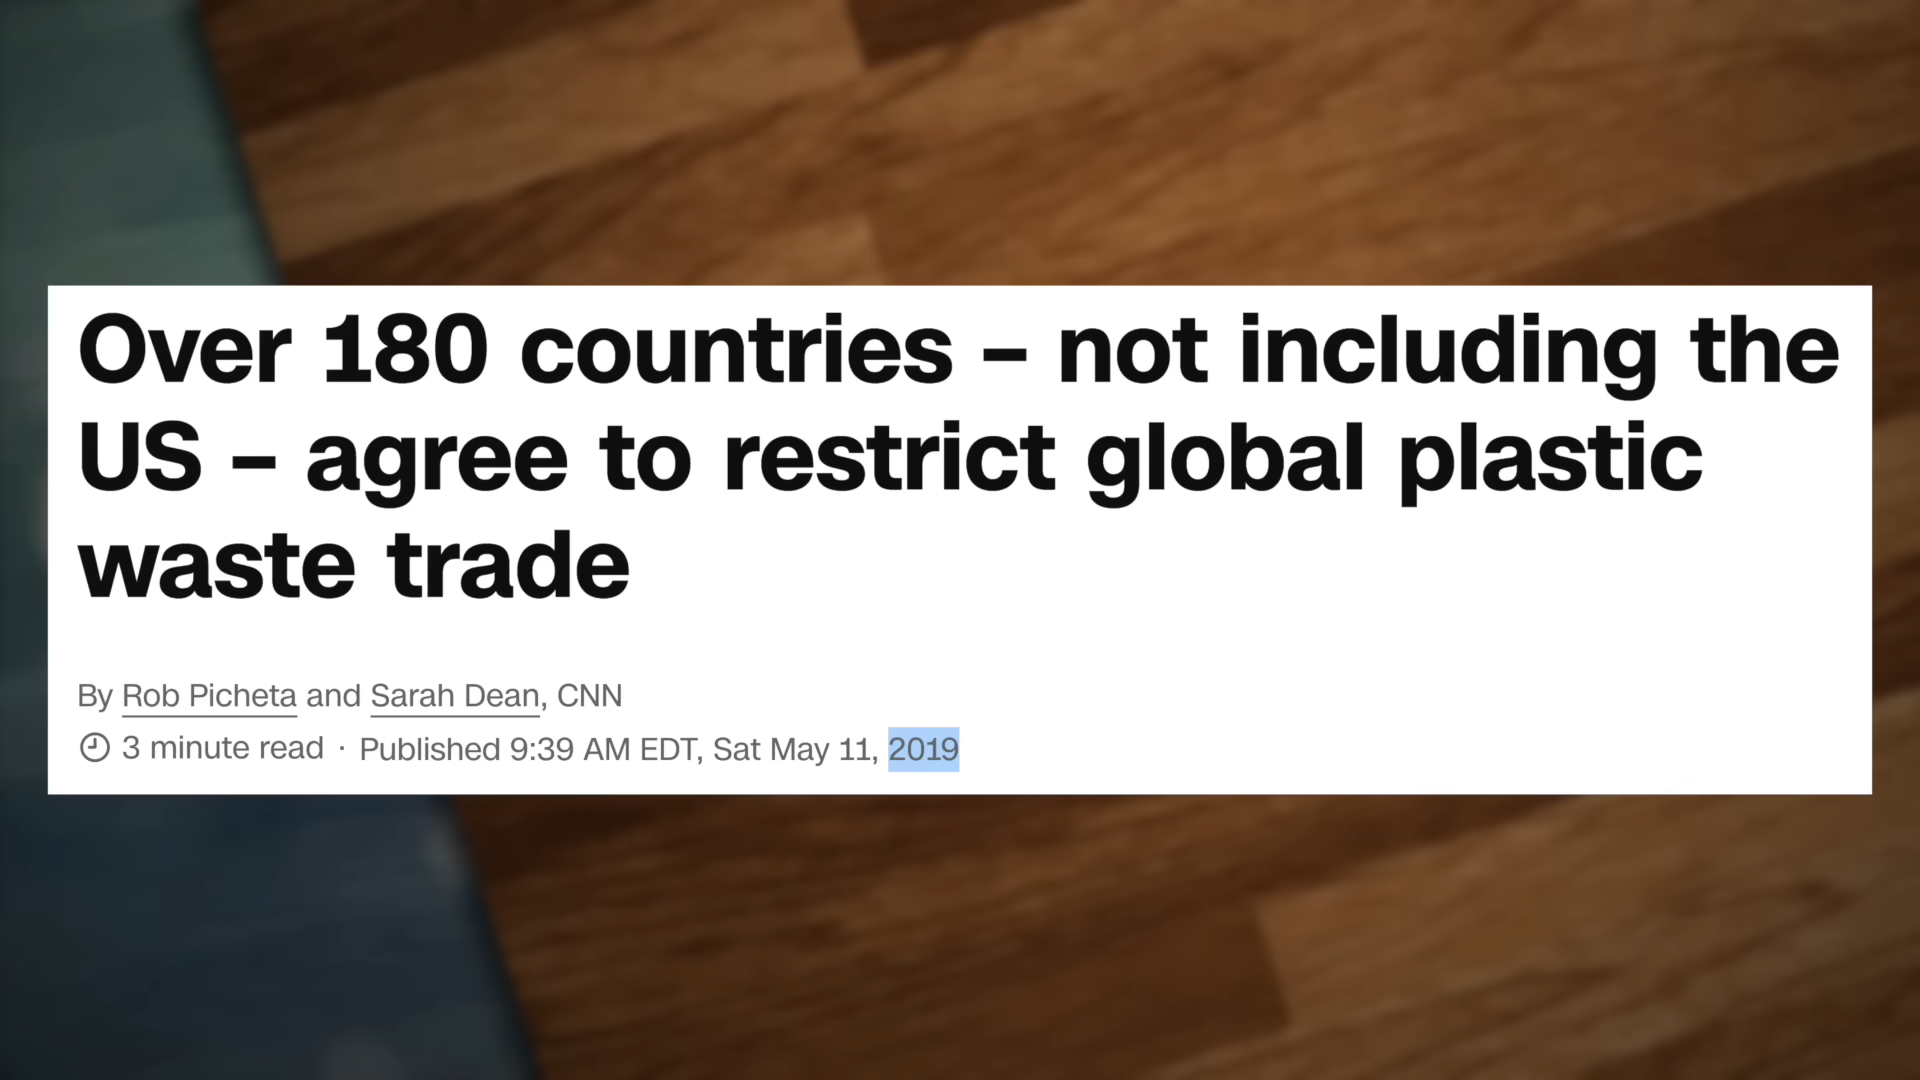 Over 180 countries – not including the
US – agree to restrict global plastic
waste trade
By Rob Picheta and Sarah Dean, CNN
3 minute read · Published 9:39 AM EDT, Sat May 11, 2019